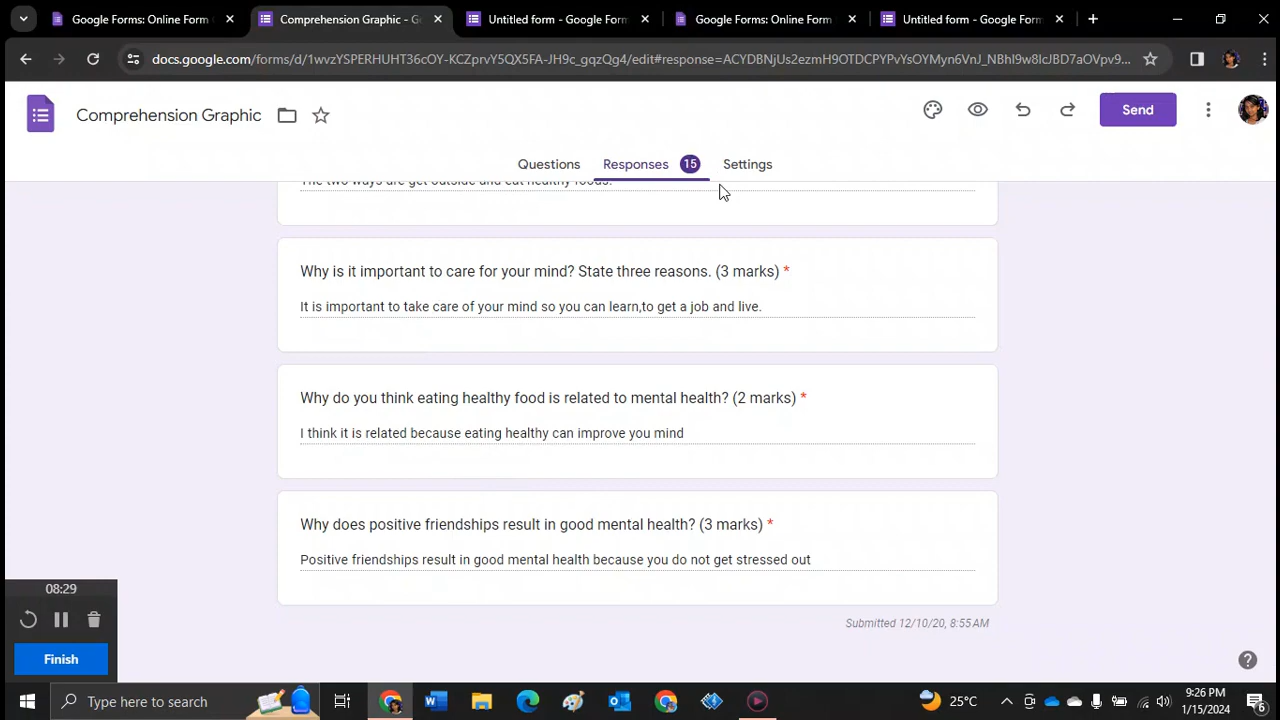 Google Forms: Online Form
Comprehension Graphic - Go
Untitled form - Google Form
Google Forms: Online Form
Untitled form - Google Form
docs.google.com/forms/d/1wvzYSPERHUHT36cOY-KCZprvY5QX5FA-JH9c_gqzQg4/edit#response=ACYDBNjUs2ezmH9OTDCPYPvYsOYMyn6VnJ_NBhl9w8IcJBD7aOVpv9...
Comprehension Graphic
Send
Questions
Responses 15
Settings
The two ways are get outside and eat healthy foods.
Why is it important to care for your mind? State three reasons. (3 marks) *
It is important to take care of your mind so you can learn,to get a job and live.
Why do you think eating healthy food is related to mental health? (2 marks) *
I think it is related because eating healthy can improve you mind
Why does positive friendships result in good mental health? (3 marks) *
Positive friendships result in good mental health because you do not get stressed out
Submitted 12/10/20, 8:55 AM
08:29
Finish
Type here to search
25°C
9:26 PM
1/15/2024
6